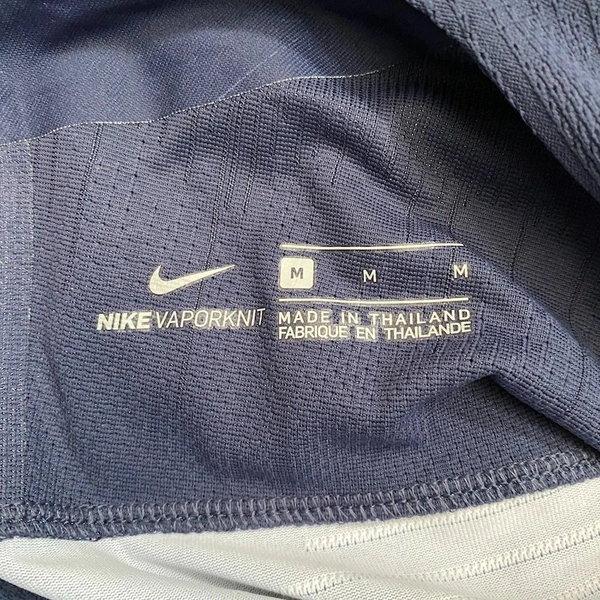 M M M
NIKE VAPORKNIT
MADE IN THAILAND
FABRIQUE EN THAILANDE